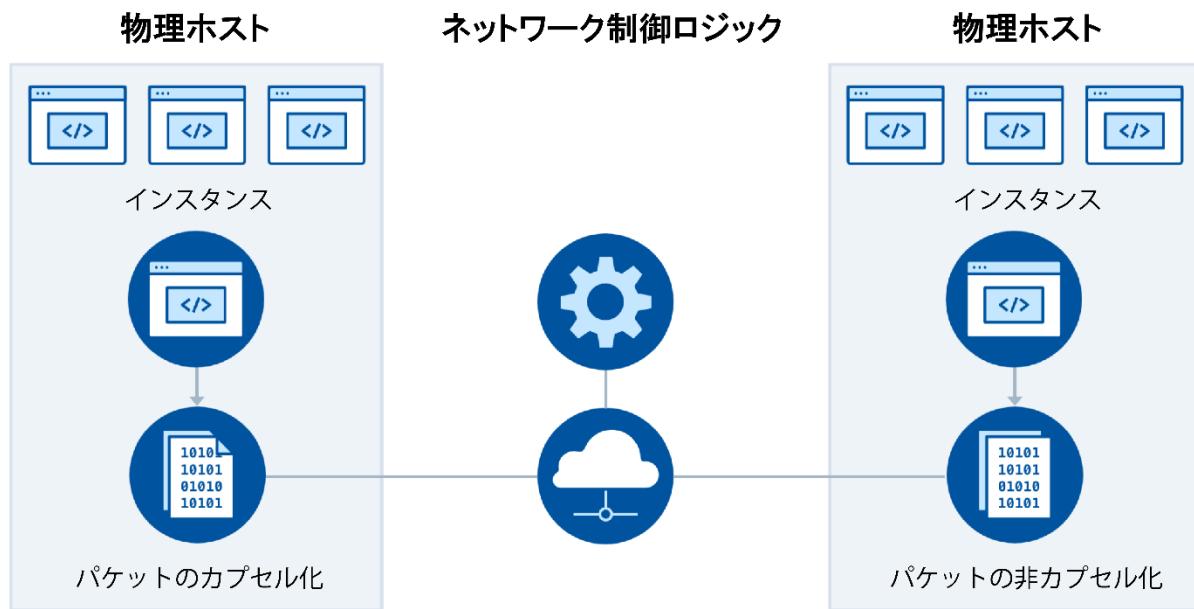 物理ホスト
ネットワーク制御ロジック
物理ホスト
</>
</>
</>
インスタンス
</>
10101
10101
01010
10101
パケットのカプセル化
</>
</>
</>
インスタンス
</>
10101
10101
01010
10101
パケットの非カプセル化